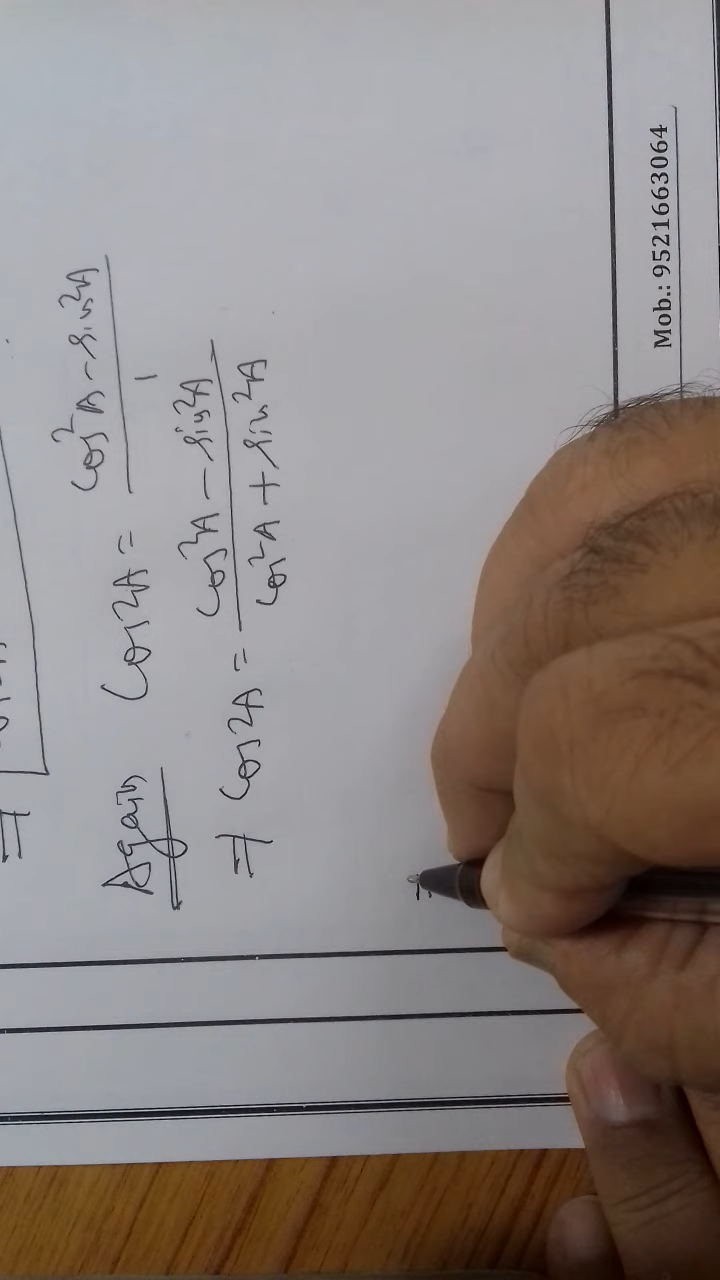 ⇒
Again cos2A = cos²A - sin²A / 1
⇒ cos2A = cos²A - sin²A / cos²A + sin²A
Mob.: 9521663064